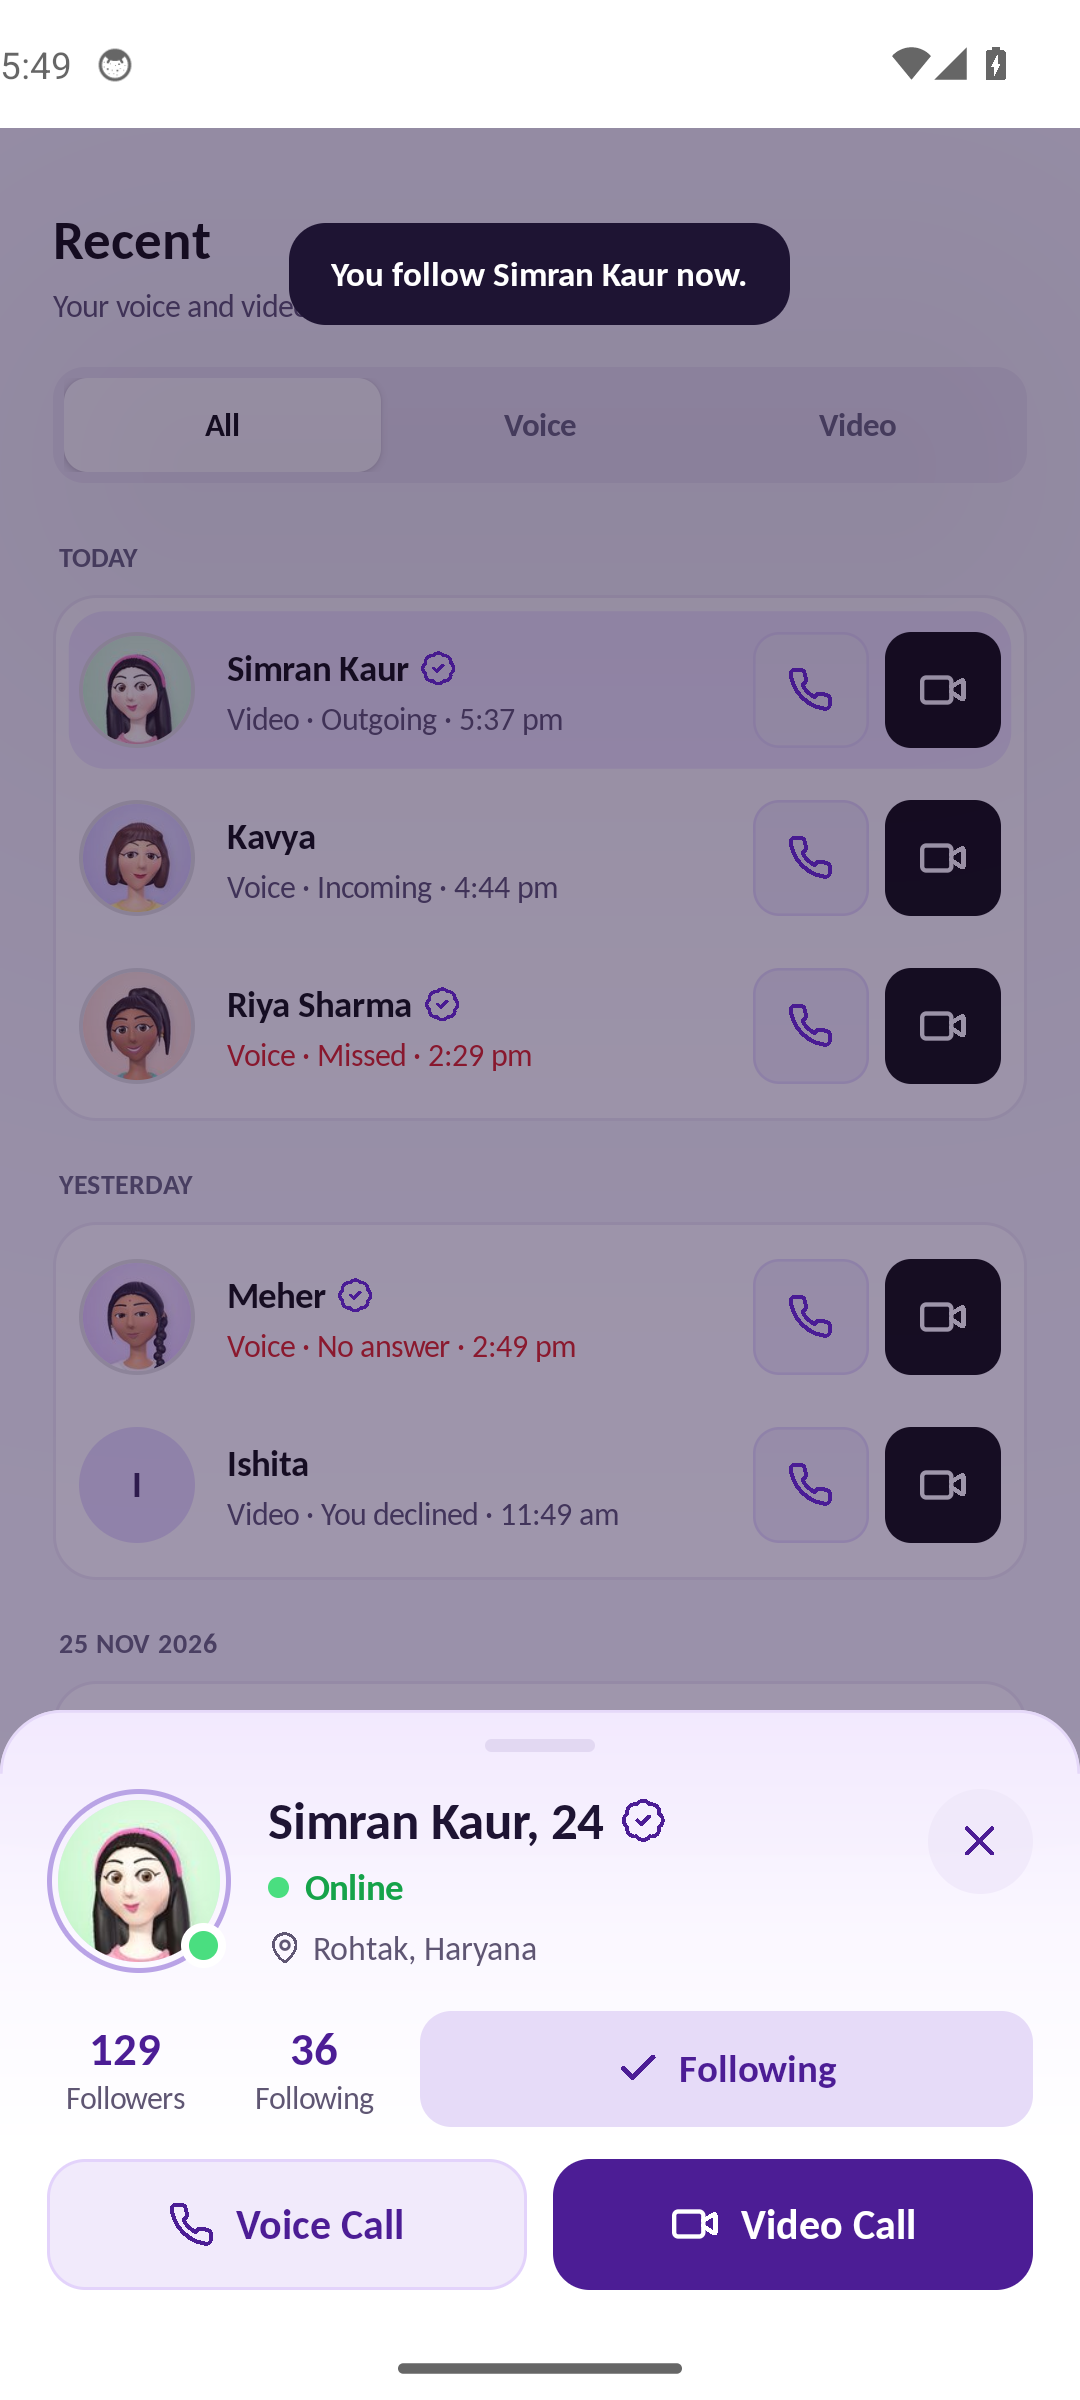 5:49
Recent
You follow Simran Kaur now.
Your voice and vide
All
Voice
Video
TODAY
Simran Kaur
Video · Outgoing · 5:37 pm
Kavya
Voice · Incoming · 4:44 pm
Riya Sharma
Voice · Missed · 2:29 pm
YESTERDAY
Meher
Voice · No answer · 2:49 pm
I
Ishita
Video · You declined · 11:49 am
25 NOV 2026
Simran Kaur, 24
Online
Rohtak, Haryana
129
Followers
36
Following
Following
Voice Call
Video Call